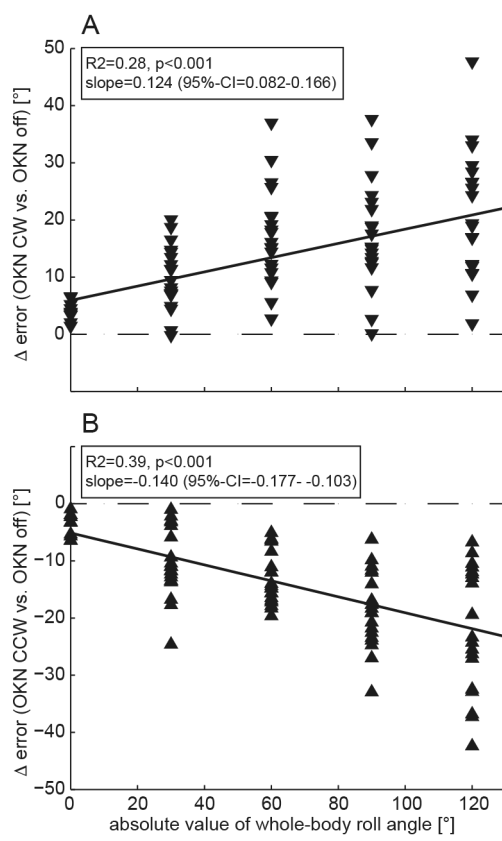 A
R2=0.28, p<0.001
slope=0.124 (95%-CI=0.082-0.166)
Δ error (OKN CW vs. OKN off) [°]
50
40
30
20
10
0
B
R2=0.39, p<0.001
slope=-0.140 (95%-CI=-0.177- -0.103)
Δ error (OKN CCW vs. OKN off) [°]
0
−10
−20
−30
−40
−50
0 20 40 60 80 100 120
absolute value of whole-body roll angle [°]